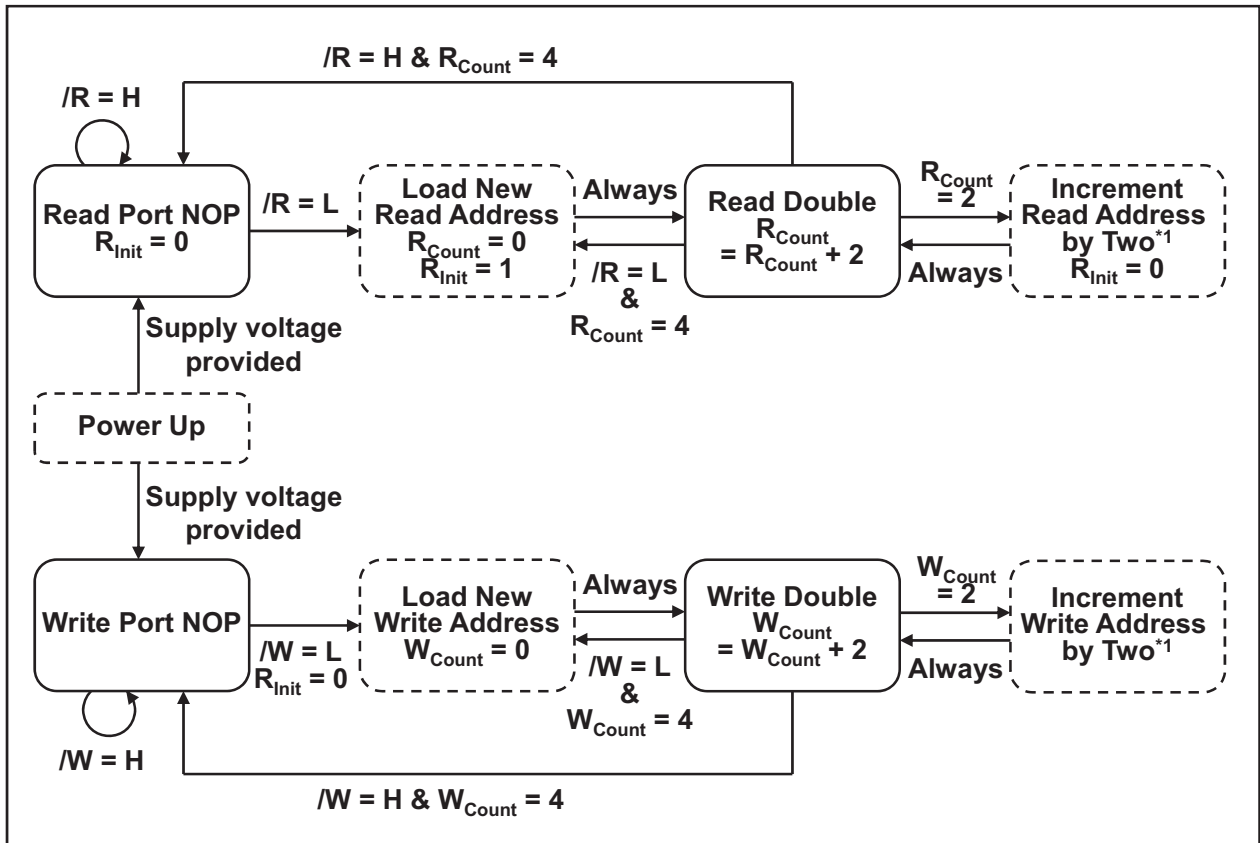 /R = H & R_Count = 4
/R = H
Read Port NOP
R_Init = 0
/R = L
Load New
Read Address
R_Count = 0
R_Init = 1
Always
/R = L
&
R_Count = 4
Read Double
R_Count
= R_Count + 2
R_Count
= 2
Always
Increment
Read Address
by Two*1
R_Init = 0
Supply voltage
provided
Power Up
Supply voltage
provided
Write Port NOP
/W = L
R_Init = 0
Load New
Write Address
W_Count = 0
Always
/W = L
&
W_Count = 4
Write Double
W_Count
= W_Count + 2
W_Count
= 2
Always
Increment
Write Address
by Two*1
/W = H
/W = H & W_Count = 4